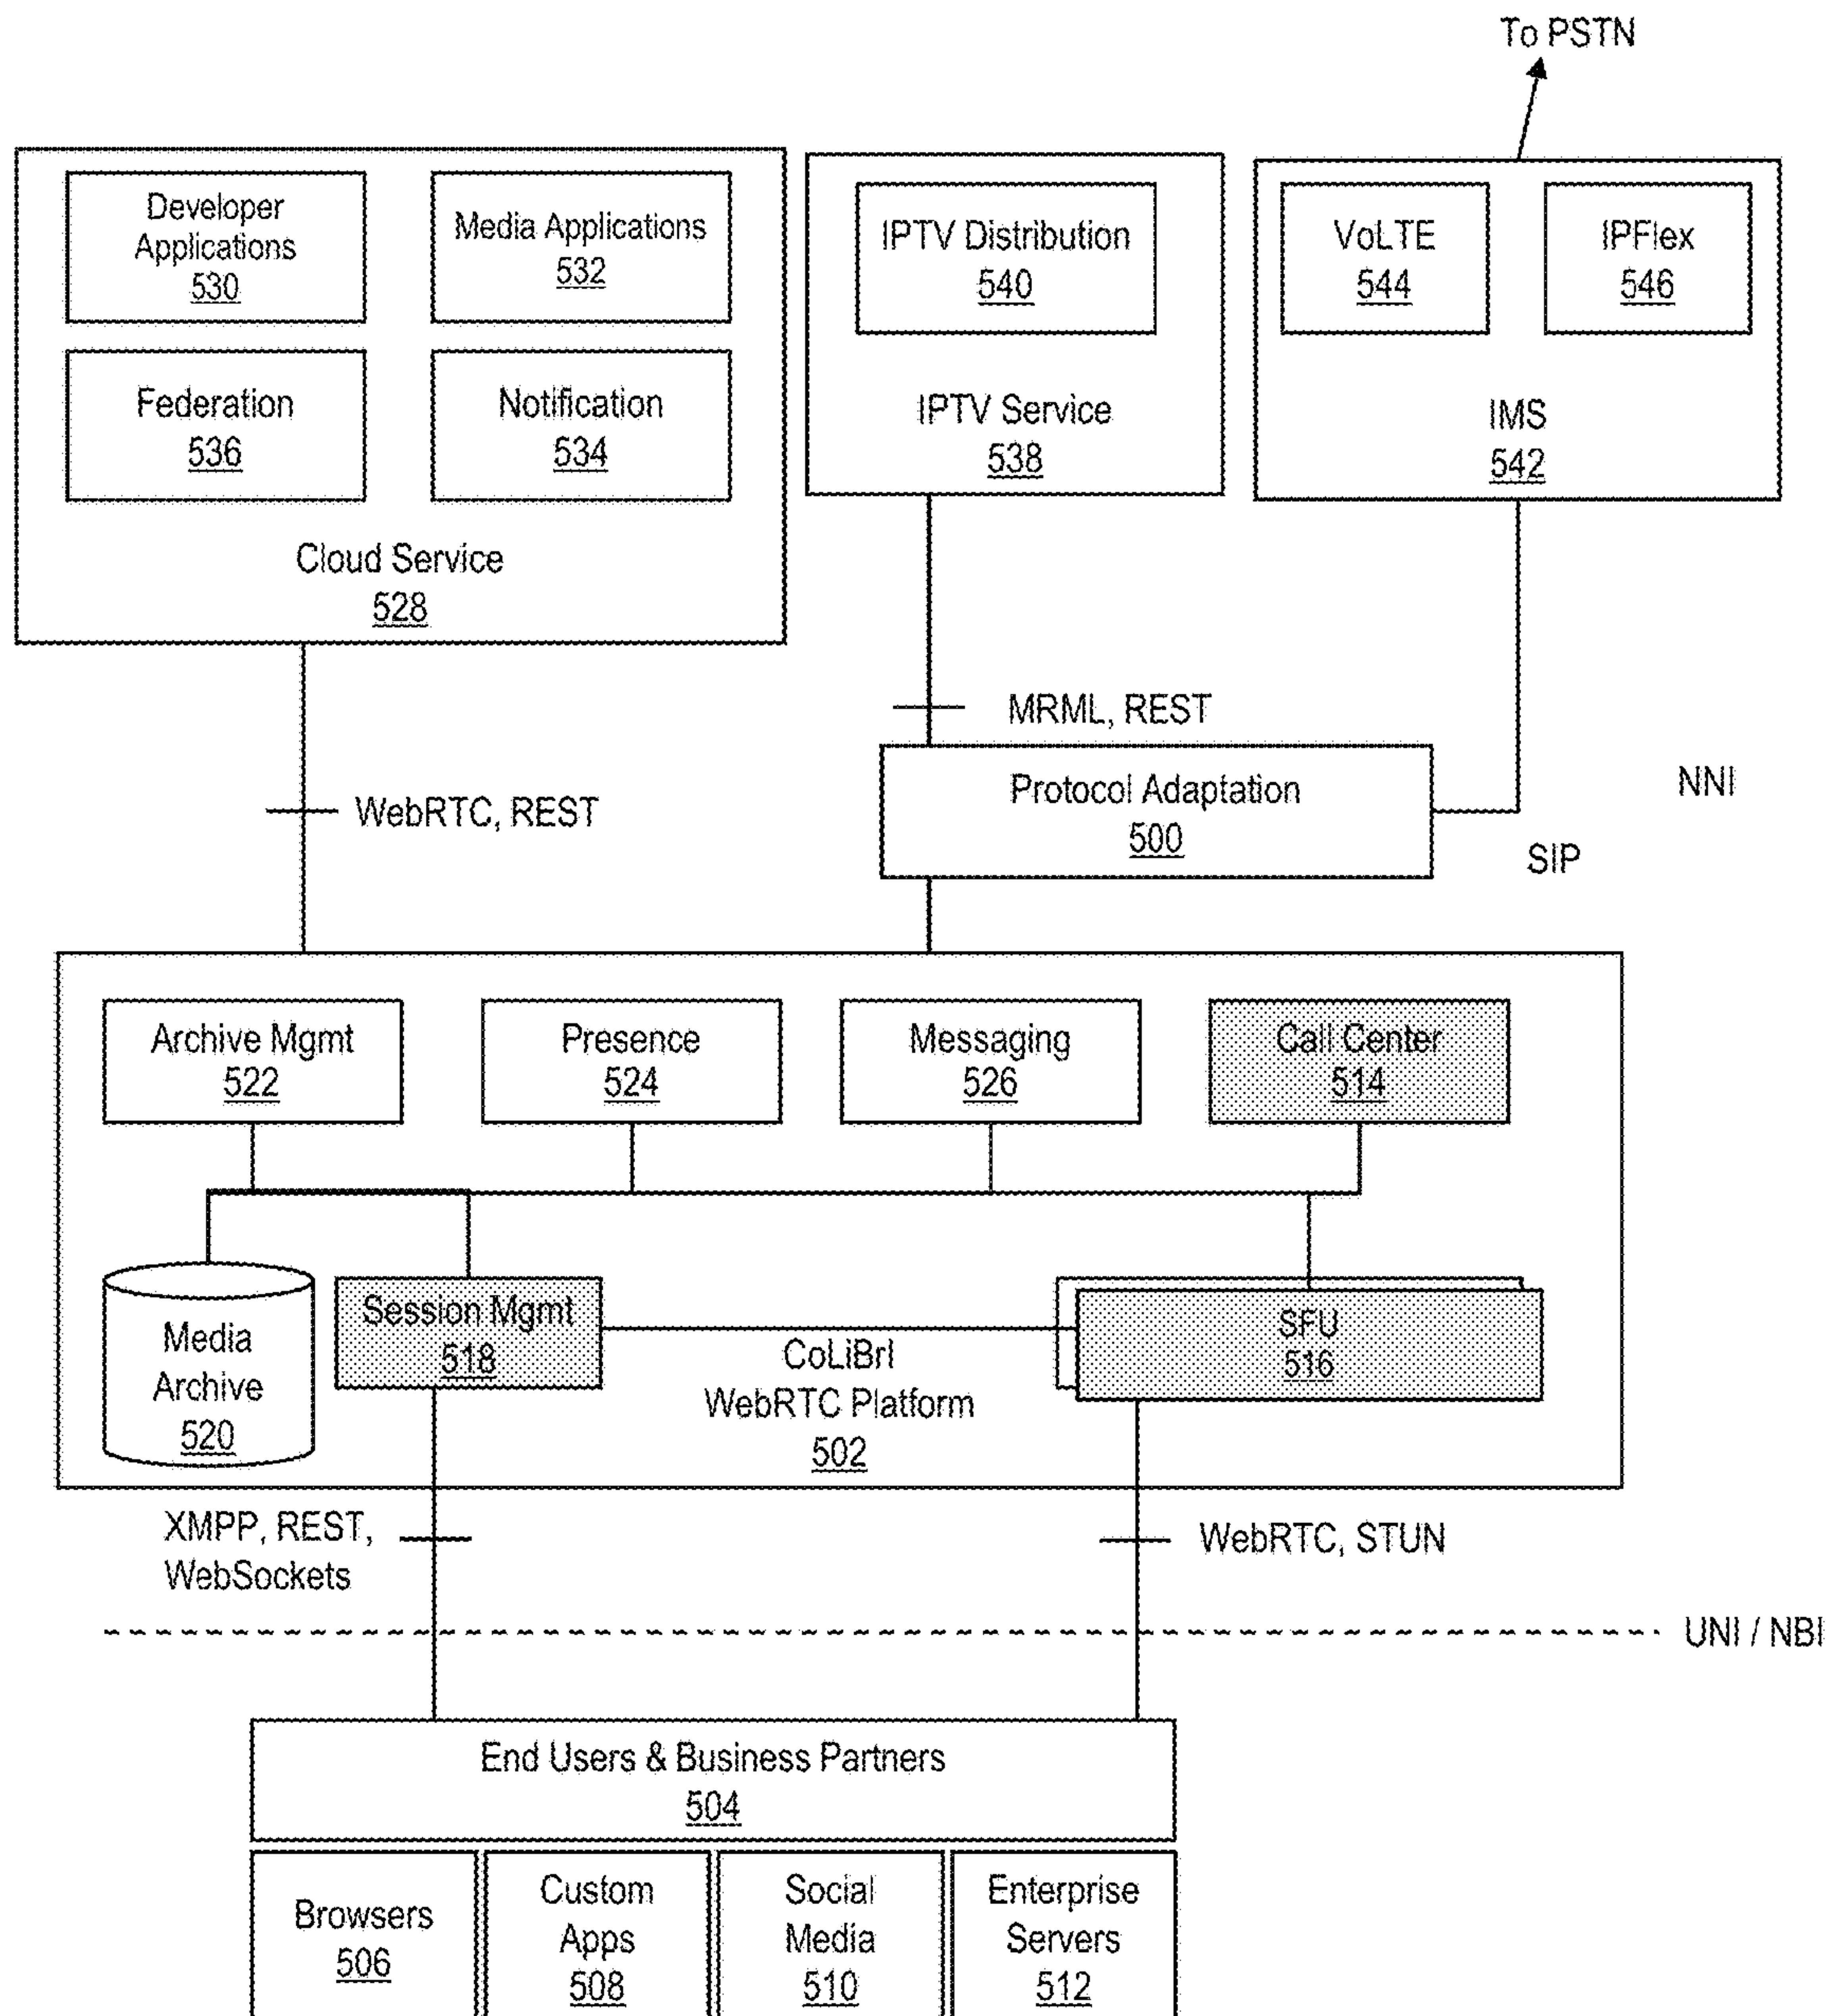 To PSTN
Developer
Applications
530
Media Applications
532
Federation
536
Notification
534
Cloud Service
528
IPTV Distribution
540
IPTV Service
538
VoLTE
544
IPFlex
546
IMS
542
MRML, REST
WebRTC, REST
Protocol Adaptation
500
NNI
SIP
Archive Mgmt
522
Presence
524
Messaging
526
Call Center
514
Media
Archive
520
Session Mgmt
518
CoLiBrI
WebRTC Platform
502
SFU
516
XMPP, REST,
WebSockets
WebRTC, STUN
UNI / NBI
End Users & Business Partners
504
Browsers
506
Custom
Apps
508
Social
Media
510
Enterprise
Servers
512